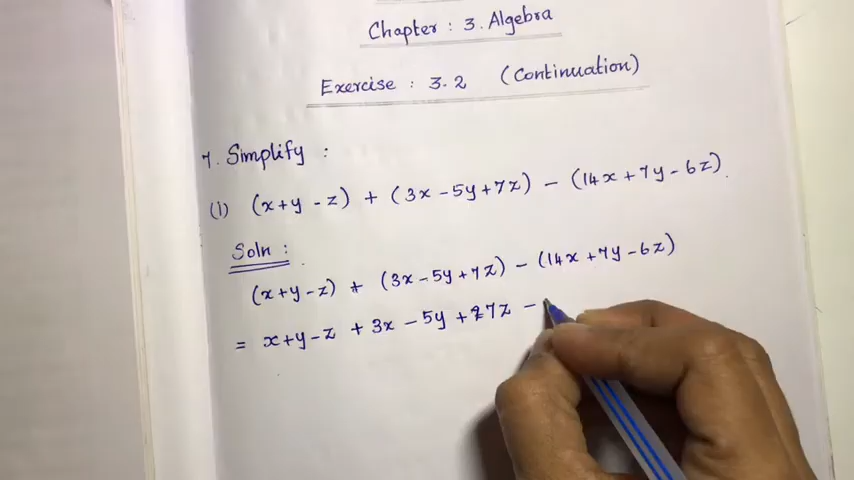 Chapter : 3. Algebra
Exercise : 3.2 (Continuation)
7. Simplify :
(1) (x+y-z) + (3x-5y+7z) - (14x+7y-6z).
Soln :
(x+y-z) + (3x-5y+7z) - (14x+7y-6z)
= x+y-z + 3x-5y+7z -